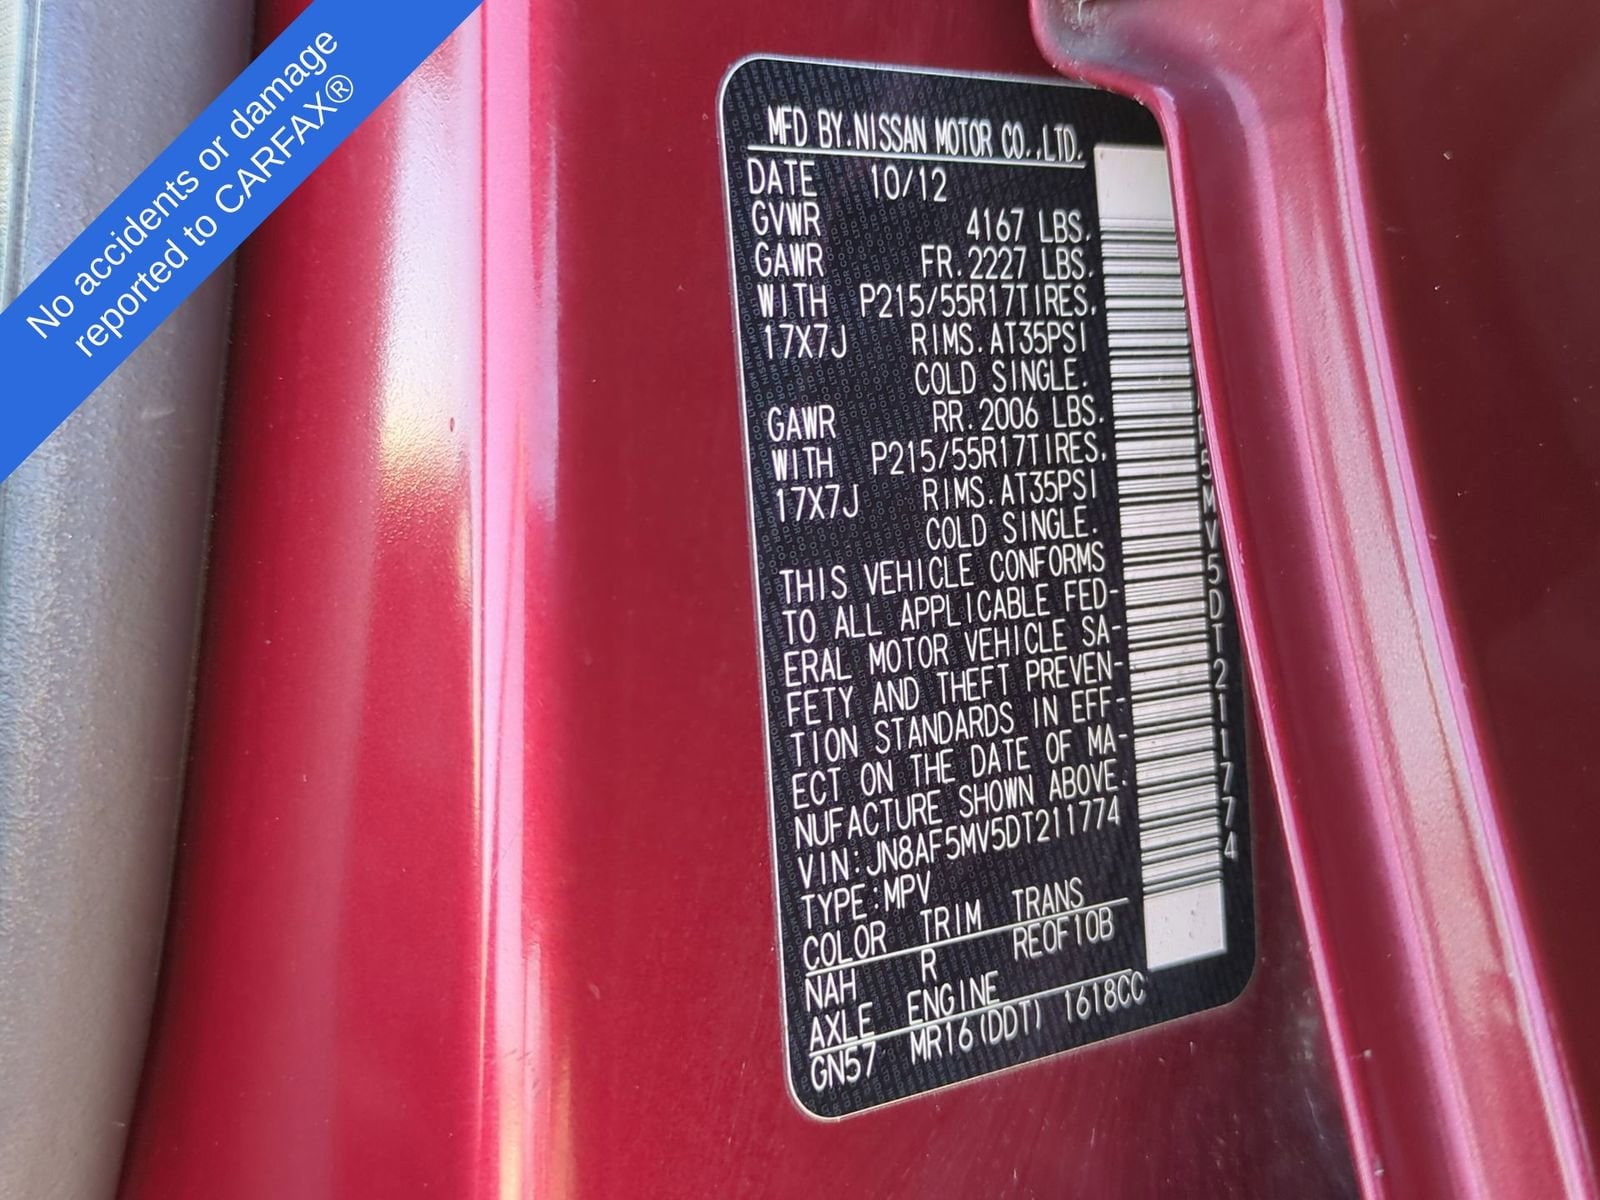 No accidents or damage
reported to CARFAX®
MFD BY.NISSAN MOTOR CO.,LTD.
DATE 10/12
GVWR 4167 LBS.
GAWR FR.2227 LBS.
WITH P215/55R17TIRES.
17X7J RIMS.AT35PSI
COLD SINGLE.
GAWR RR.2006 LBS.
WITH P215/55R17TIRES.
17X7J RIMS.AT35PSI
COLD SINGLE.
THIS VEHICLE CONFORMS
TO ALL APPLICABLE FED-
ERAL MOTOR VEHICLE SA-
FETY AND THEFT PREVEN-
TION STANDARDS IN EFF-
ECT ON THE DATE OF MA-
NUFACTURE SHOWN ABOVE.
VIN:JN8AF5MV5DT211774
TYPE:MPV
COLOR TRIM TRANS
NAH R RE0F10B
AXLE ENGINE
GN57 MR16(DDT) 1618CC
5MV5DT211774